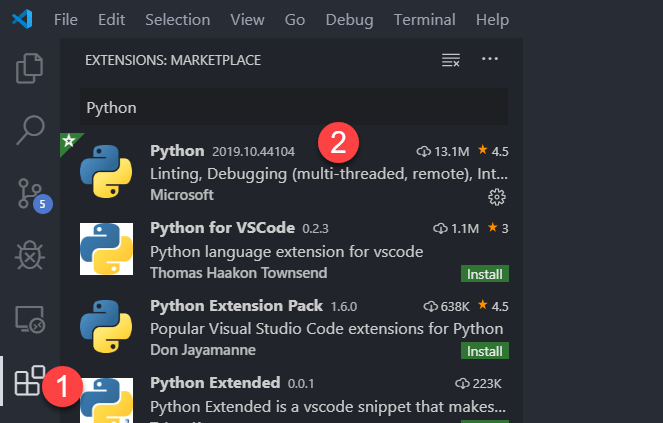 File Edit Selection View Go Debug Terminal Help
EXTENSIONS: MARKETPLACE
Python
Python 2019.10.44104 2 13.1M 4.5
Linting, Debugging (multi-threaded, remote), Int...
Microsoft
5
Python for VSCode 0.2.3 1.1M 3
Python language extension for vscode
Thomas Haakon Townsend Install
Python Extension Pack 1.6.0 638K 4.5
Popular Visual Studio Code extensions for Python
Don Jayamanne Install
1
Python Extended 0.0.1 223K
Python Extended is a vscode snippet that makes...